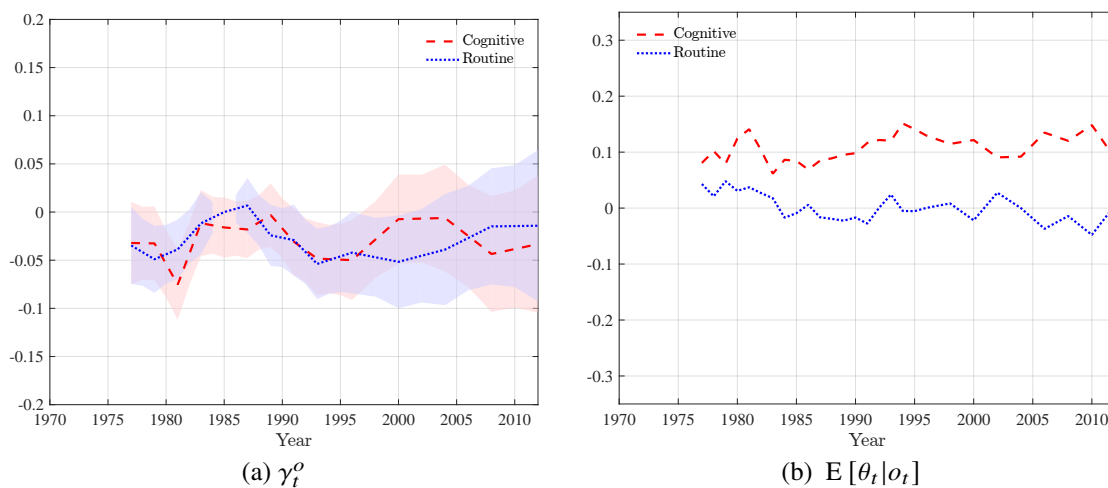 0.2
0.15
0.1
0.05
0
-0.05
-0.1
-0.15
-0.2
1970 1975 1980 1985 1990 1995 2000 2005 2010
Year
Cognitive
Routine
(a) γ_t^o
0.3
0.2
0.1
0
-0.1
-0.2
-0.3
1970 1975 1980 1985 1990 1995 2000 2005 2010
Year
Cognitive
Routine
(b) E [θ_t|o_t]